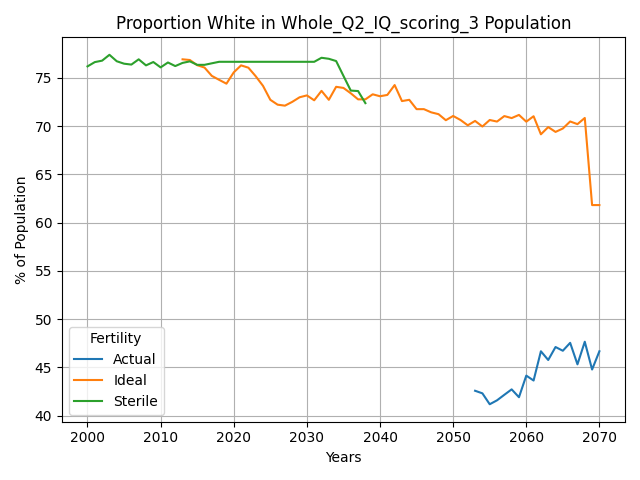 Proportion White in Whole_Q2_IQ_scoring_3 Population
% of Population
75
70
65
60
55
50
45
40
Fertility
Actual
Ideal
Sterile
2000 2010 2020 2030 2040 2050 2060 2070
Years